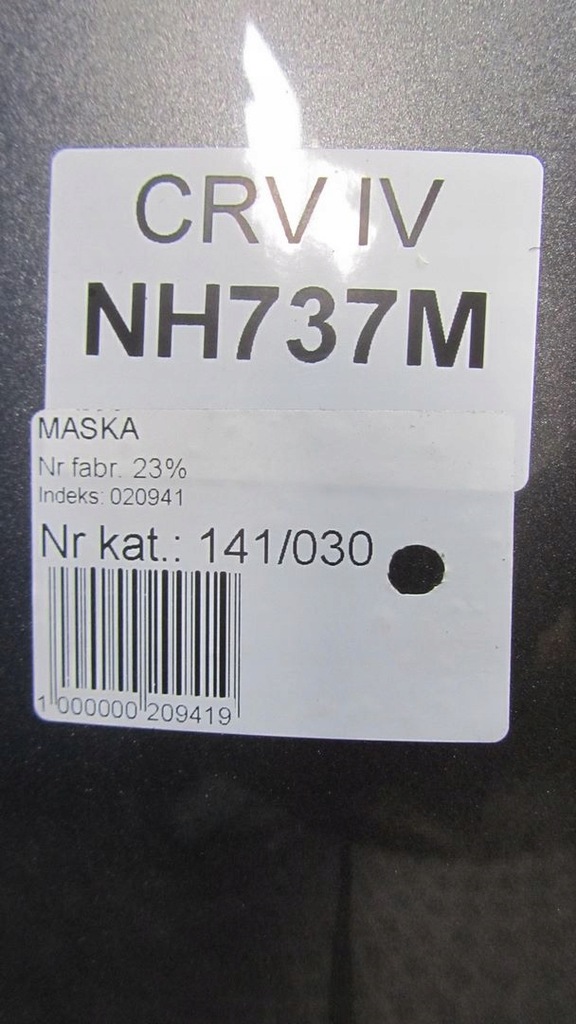 CRV IV
NH737M
MASKA
Nr fabr. 23%
Indeks: 020941
Nr kat.: 141/030
1 000000 209419